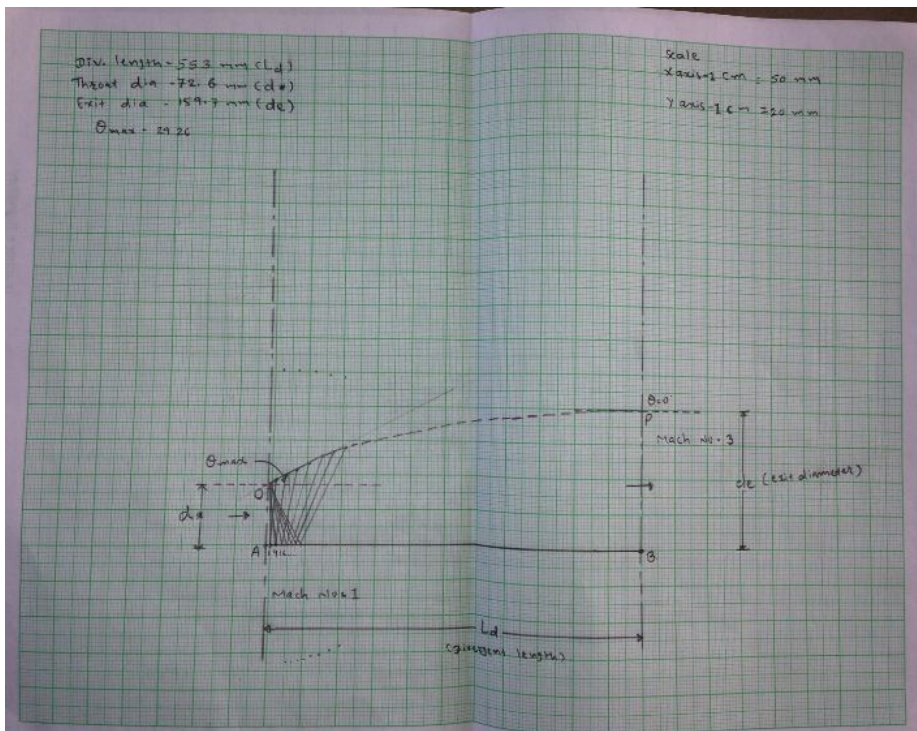 Div. length - 553 mm (Ld)
Throat dia - 72.6 mm (d*)
Exit dia - 159.7 mm (de)
θmax - 29.26
scale
X axis - 1 cm = 50 mm
Y axis - 1 cm = 20 mm
θ=0
P
Mach No. 3
θmax
O
de (exit diameter)
d*
A
B
Mach No. 1
Ld
(divergent length)